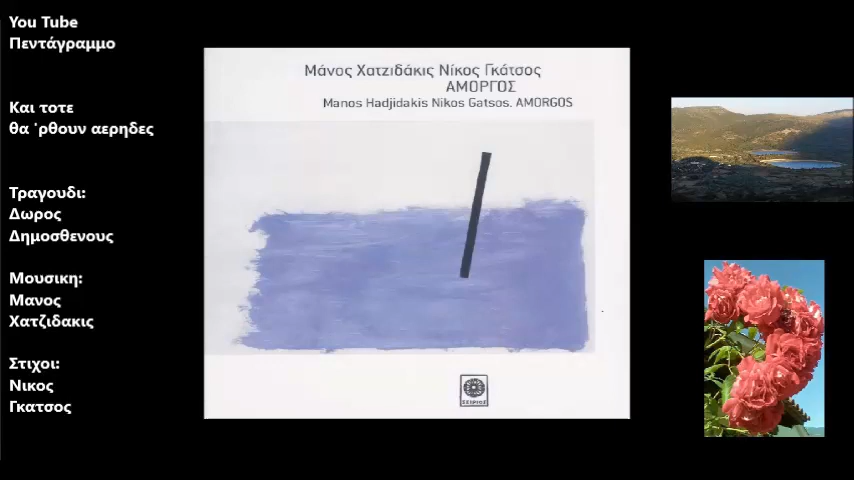 You Tube
Πενταγραμμο
Και τοτε
θα 'ρθουν αερηδες
Τραγουδι:
Δωρος
Δημοσθενους
Μουσικη:
Μανος
Χατζιδακις
Στιχοι:
Νικος
Γκατσος
Μάνος Χατζιδάκις Νίκος Γκάτσος
ΑΜΟΡΓΟΣ
Manos Hadjidakis Nikos Gatsos. AMORGOS
ΣΕΙΡΙΟΣ